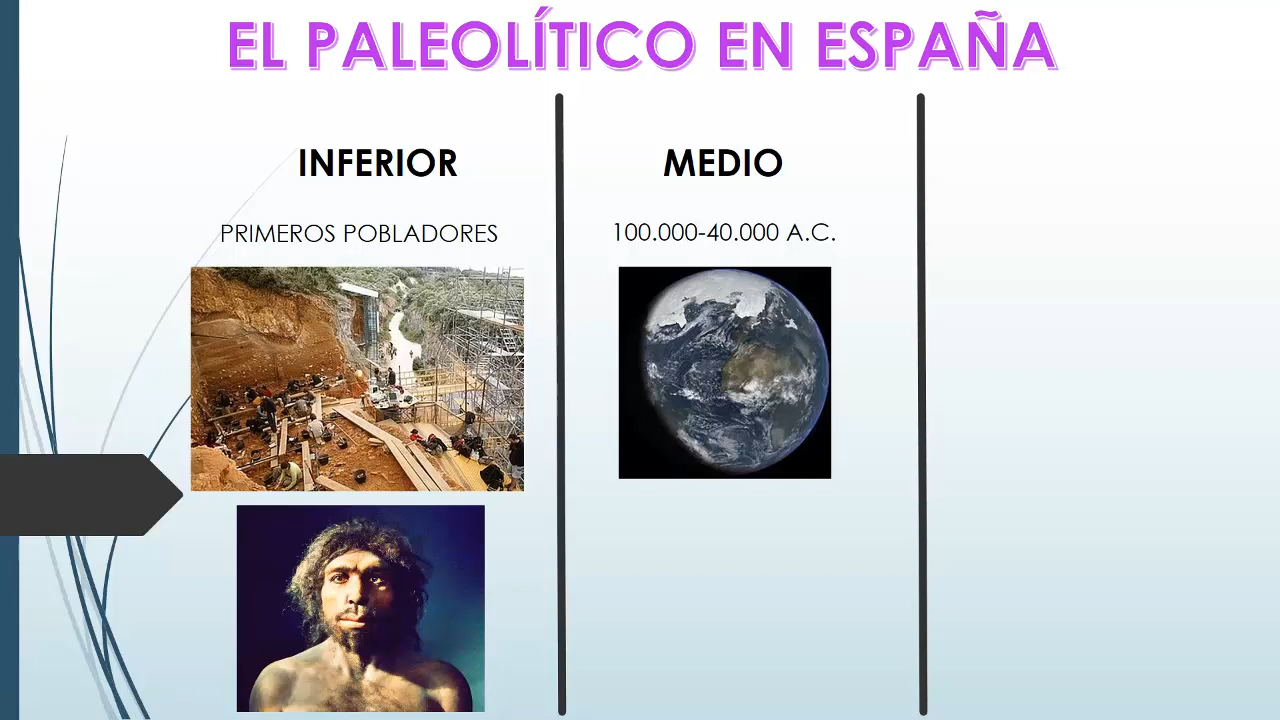 EL PALEOLÍTICO EN ESPAÑA
INFERIOR
PRIMEROS POBLADORES
MEDIO
100.000-40.000 A.C.